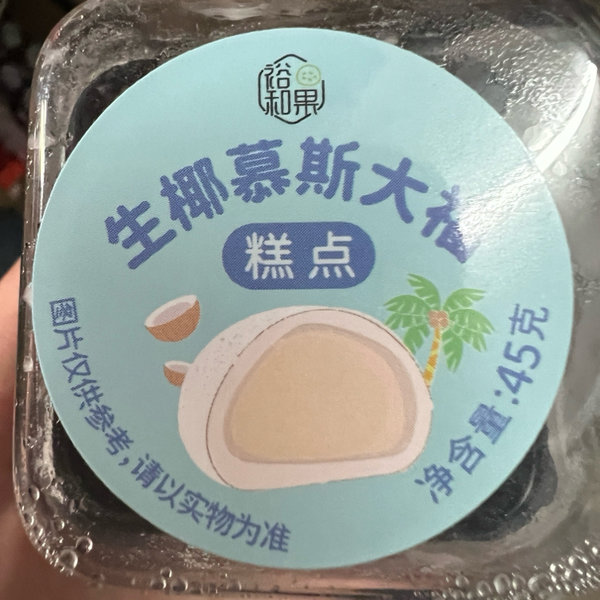 裕和果
生椰慕斯大福
糕点
图片仅供参考,请以实物为准
净含量:45克